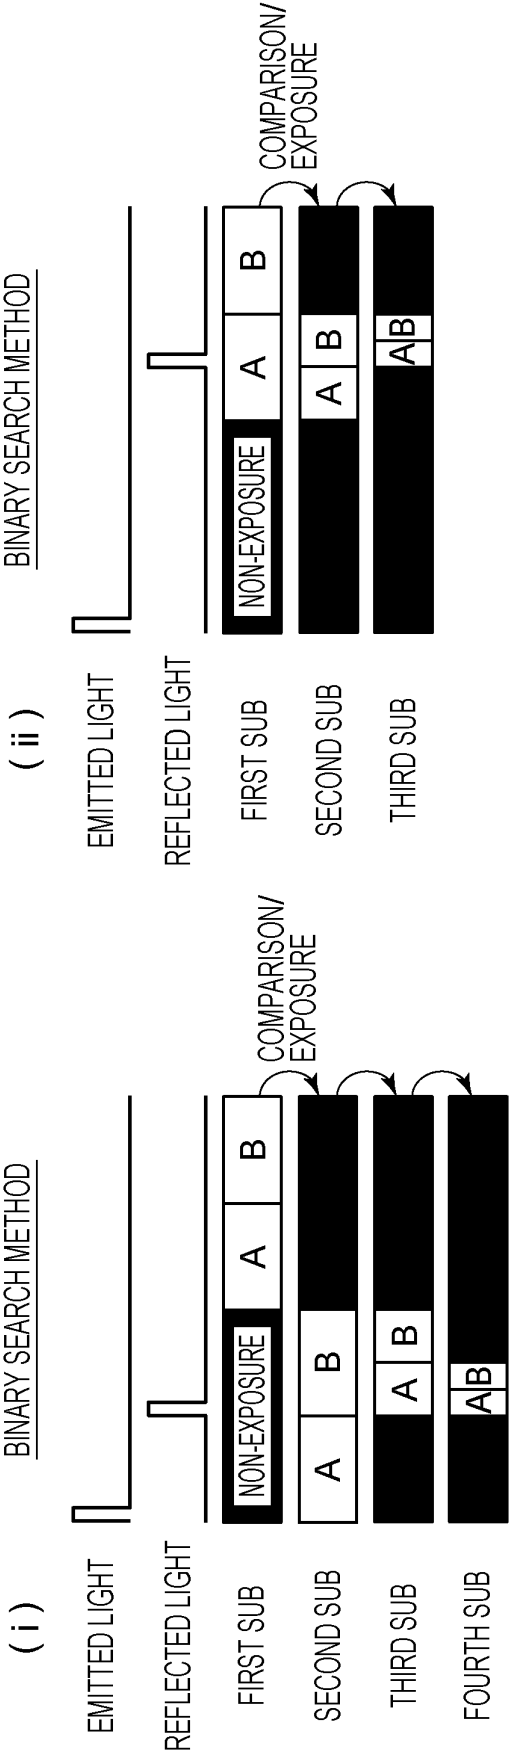 ( i )
BINARY SEARCH METHOD
EMITTED LIGHT
REFLECTED LIGHT
FIRST SUB
NON-EXPOSURE
A
B
COMPARISON/
EXPOSURE
SECOND SUB
A
B
THIRD SUB
A
B
FOURTH SUB
A
B
( ii )
BINARY SEARCH METHOD
EMITTED LIGHT
REFLECTED LIGHT
FIRST SUB
NON-EXPOSURE
A
B
COMPARISON/
EXPOSURE
SECOND SUB
A
B
THIRD SUB
A
B